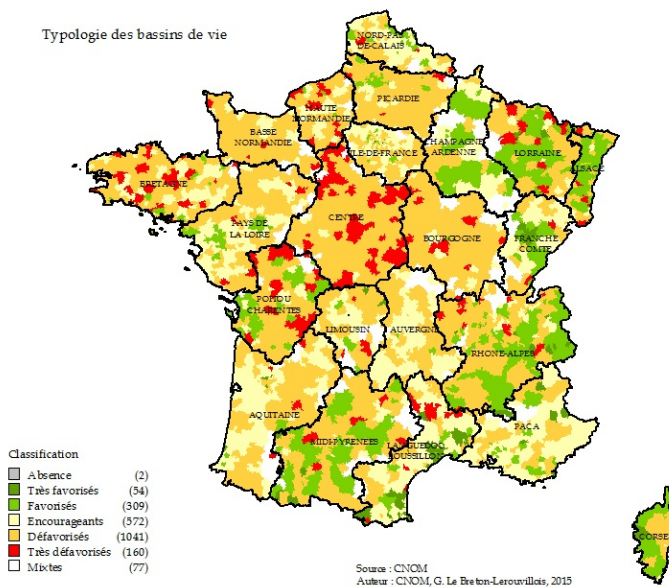 Typologie des bassins de vie
NORD-PAS
DE-CALAIS
PICARDIE
HAUTE
NORMANDIE
BASSE
NORMANDIE
ILE-DE-FRANCE
CHAMPAGNE
ARDENNE
LORRAINE
ALSACE
BRETAGNE
PAYS DE
LA LOIRE
CENTRE
BOURGOGNE
FRANCHE
COMTE
POITOU
CHARENTES
LIMOUSIN
AUVERGNE
RHONE-ALPES
AQUITAINE
MIDI-PYRENEES
LANGUEDOC
ROUSSILLON
PACA
CORSE
Classification
Absence (2)
Très favorisés (54)
Favorisés (309)
Encourageants (572)
Défavorisés (1041)
Très défavorisés (160)
Mixtes (77)
Source : CNOM
Auteur : CNOM, G. Le Breton-Lerouvillois, 2015